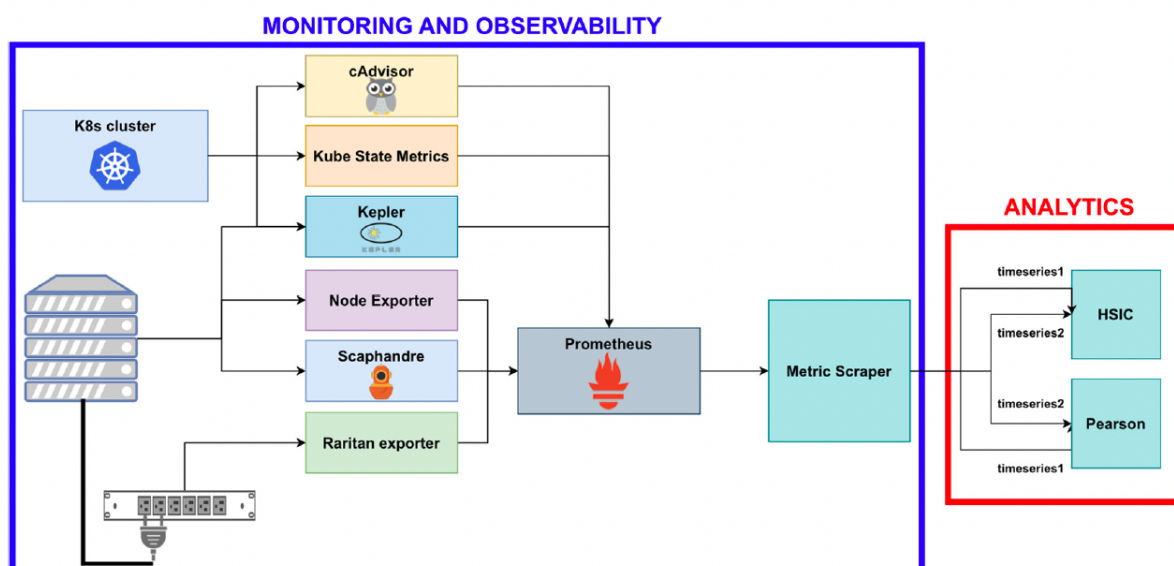 MONITORING AND OBSERVABILITY
cAdvisor
K8s cluster
Kube State Metrics
Kepler
KEPLER
ANALYTICS
Node Exporter
Scaphandre
Raritan exporter
Prometheus
Metric Scraper
timeseries1
HSIC
timeseries2
timeseries2
Pearson
timeseries1